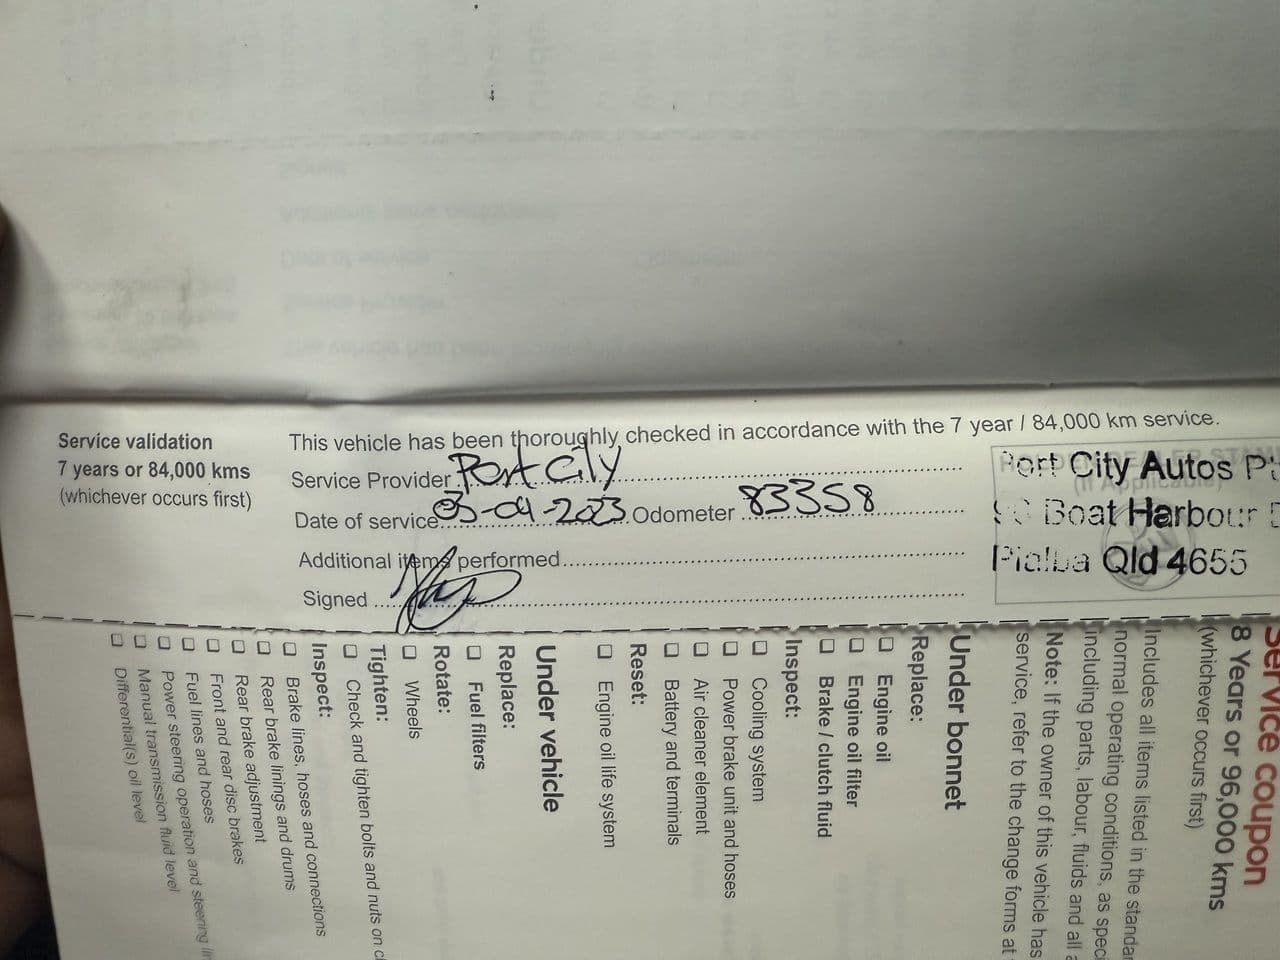 Service validation
7 years or 84,000 kms
(whichever occurs first)
This vehicle has been thoroughly checked in accordance with the 7 year / 84,000 km service.
Service Provider Port City
Date of service 03-04-2023 Odometer 83358
Additional items performed
Signed
Port City Autos
Boat Harbour
Pialba Qld 4655
Service coupon
8 Years or 96,000 kms
(whichever occurs first)
Includes all items listed in the
normal operating conditions, as
including parts, labour, fluids and all
Note: If the owner of this vehicle has
service, refer to the change forms at
Under bonnet
Replace:
Engine oil
Engine oil filter
Brake / clutch fluid
Inspect:
Cooling system
Power brake unit and hoses
Air cleaner element
Battery and terminals
Reset:
Engine oil life system
Under vehicle
Replace:
Fuel filters
Rotate:
Wheels
Tighten:
Check and tighten bolts and nuts on
Inspect:
Brake lines, hoses and connections
Rear brake linings and drums
Rear brake adjustment
Front and rear disc brakes
Fuel lines and hoses
Power steering operation and steering
Manual transmission fluid level
Differential(s) oil level